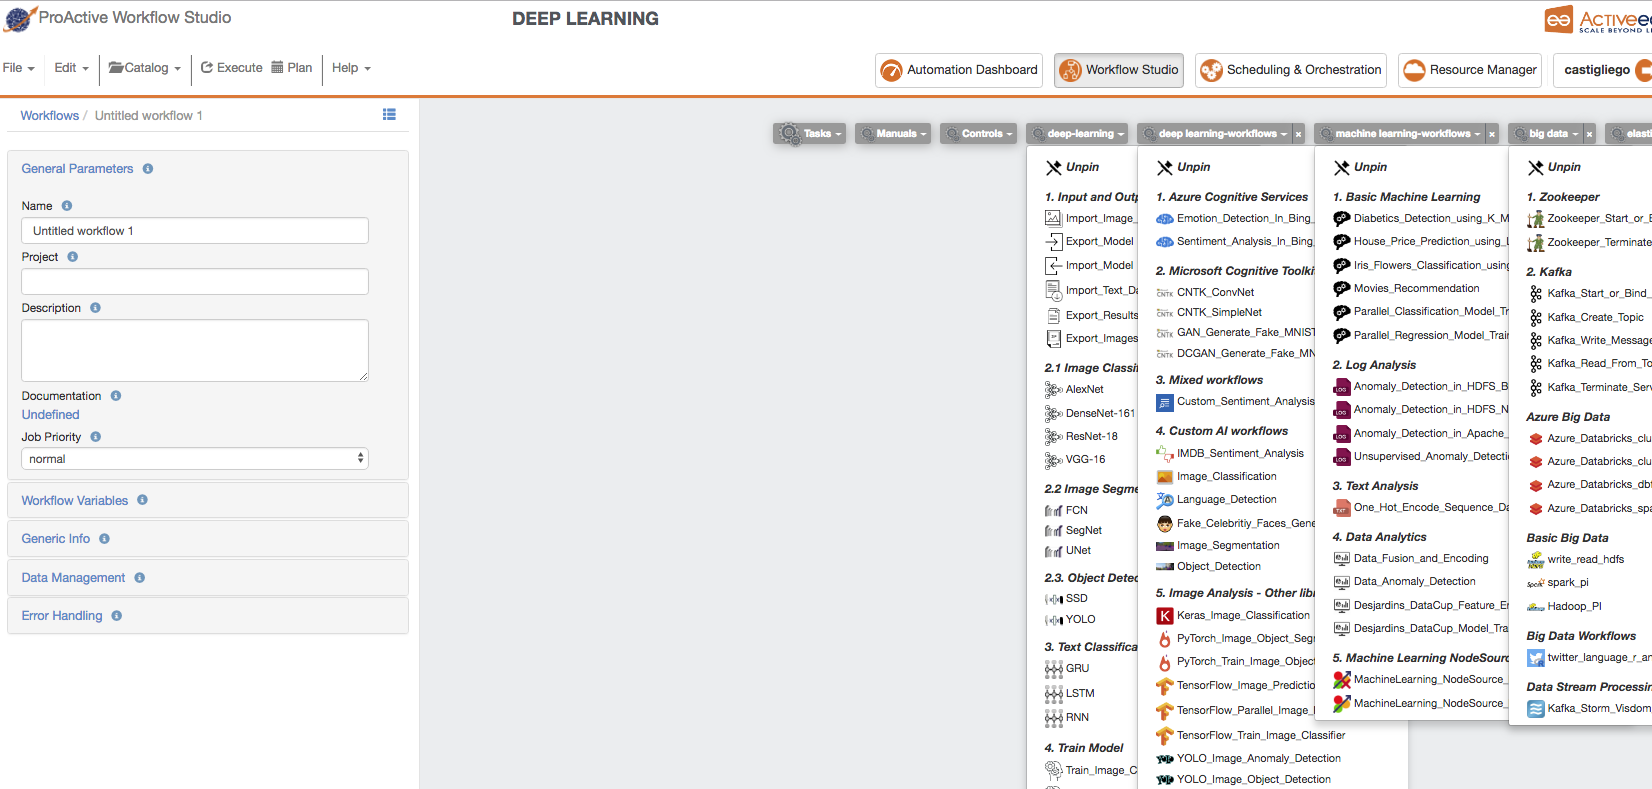 ProActive Workflow Studio
DEEP LEARNING
SCALE BEYOND
File
Edit
Catalog
Execute
Plan
Help
Automation Dashboard
Workflow Studio
Scheduling & Orchestration
Resource Manager
castigliego
Workflows / Untitled workflow 1
General Parameters
Name
Untitled workflow 1
Project
Description
Documentation
Undefined
Job Priority
normal
Workflow Variables
Generic Info
Data Management
Error Handling
Tasks
Manuals
Controls
deep-learning
deep learning-workflows ×
machine learning-workflows ×
big data ×
elasti
Unpin
1. Input and Outp
Import_Image_
Export_Model
Import_Model
Import_Text_Da
Export_Results
Export_Images
2.1 Image Classi
AlexNet
DenseNet-161
ResNet-18
VGG-16
2.2 Image Segme
FCN
SegNet
UNet
2.3. Object Detec
SSD
YOLO
3. Text Classifica
GRU
LSTM
RNN
4. Train Model
Train_Image_C
Unpin
1. Azure Cognitive Services
Emotion_Detection_In_Bing_
Sentiment_Analysis_In_Bing_
2. Microsoft Cognitive Toolki
CNTK_ConvNet
CNTK_SimpleNet
GAN_Generate_Fake_MNIST
DCGAN_Generate_Fake_MN
3. Mixed workflows
Custom_Sentiment_Analysis
4. Custom AI workflows
IMDB_Sentiment_Analysis
Image_Classification
Language_Detection
Fake_Celebritiy_Faces_Gene
Image_Segmentation
Object_Detection
5. Image Analysis - Other libr
Keras_Image_Classification
PyTorch_Image_Object_Segr
PyTorch_Train_Image_Object
TensorFlow_Image_Predictio
TensorFlow_Parallel_Image_
TensorFlow_Train_Image_Classifier
YOLO_Image_Anomaly_Detection
YOLO_Image_Object_Detection
Unpin
1. Basic Machine Learning
Diabetics_Detection_using_K_M
House_Price_Prediction_using_
Iris_Flowers_Classification_using
Movies_Recommendation
Parallel_Classification_Model_Tr
Parallel_Regression_Model_Train
2. Log Analysis
Anomaly_Detection_in_HDFS_B
Anomaly_Detection_in_HDFS_N
Anomaly_Detection_in_Apache_
Unsupervised_Anomaly_Detecti
3. Text Analysis
One_Hot_Encode_Sequence_Da
4. Data Analytics
Data_Fusion_and_Encoding
Data_Anomaly_Detection
Desjardins_DataCup_Feature_E
Desjardins_DataCup_Model_Tra
5. Machine Learning NodeSourc
MachineLearning_NodeSource_
MachineLearning_NodeSource_
Unpin
1. Zookeeper
Zookeeper_Start_or_B
Zookeeper_Terminate
2. Kafka
Kafka_Start_or_Bind_
Kafka_Create_Topic
Kafka_Write_Message
Kafka_Read_From_To
Kafka_Terminate_Serv
Azure Big Data
Azure_Databricks_clu
Azure_Databricks_clu
Azure_Databricks_dbf
Azure_Databricks_spa
Basic Big Data
write_read_hdfs
spark_pi
Hadoop_PI
Big Data Workflows
twitter_language_r_an
Data Stream Processin
Kafka_Storm_Visdom_